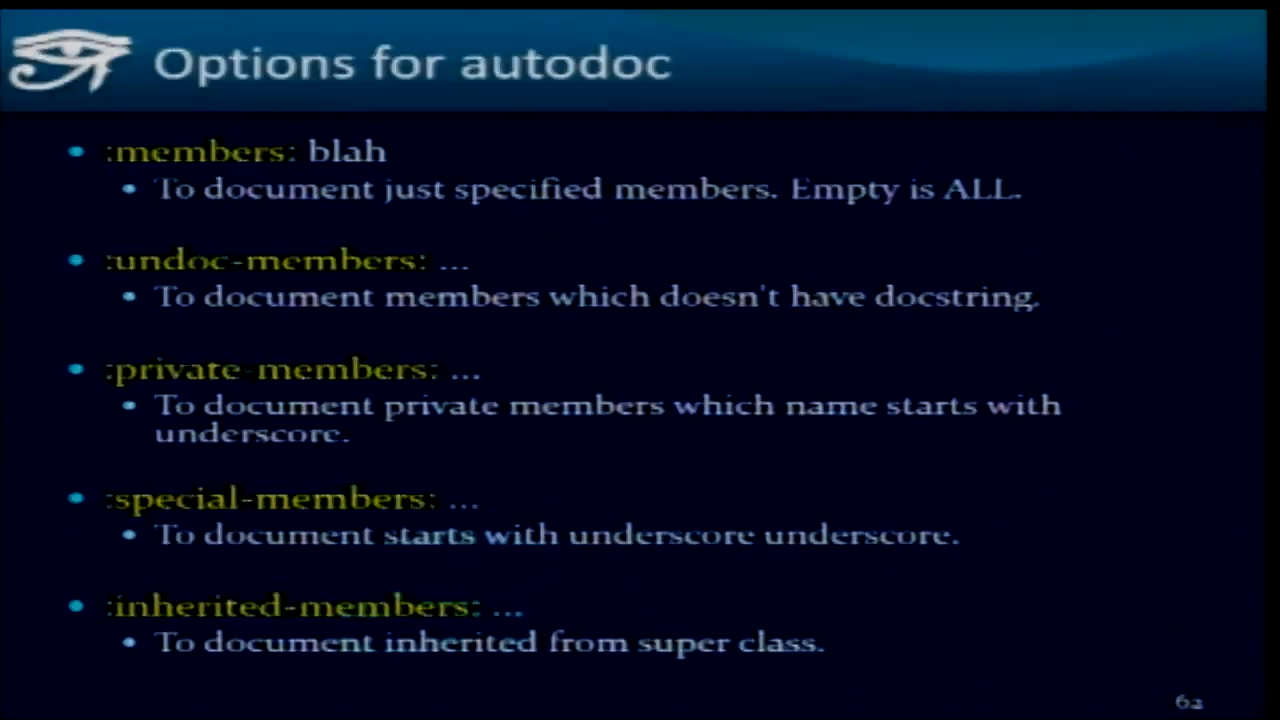 Options for autodoc
• :members: blah
• To document just specified members. Empty is ALL.
• :undoc-members: ...
• To document members which doesn't have docstring.
• :private-members: ...
• To document private members which name starts with
underscore.
• :special-members: ...
• To document starts with underscore underscore.
• :inherited-members: ...
• To document inherited from super class.
62